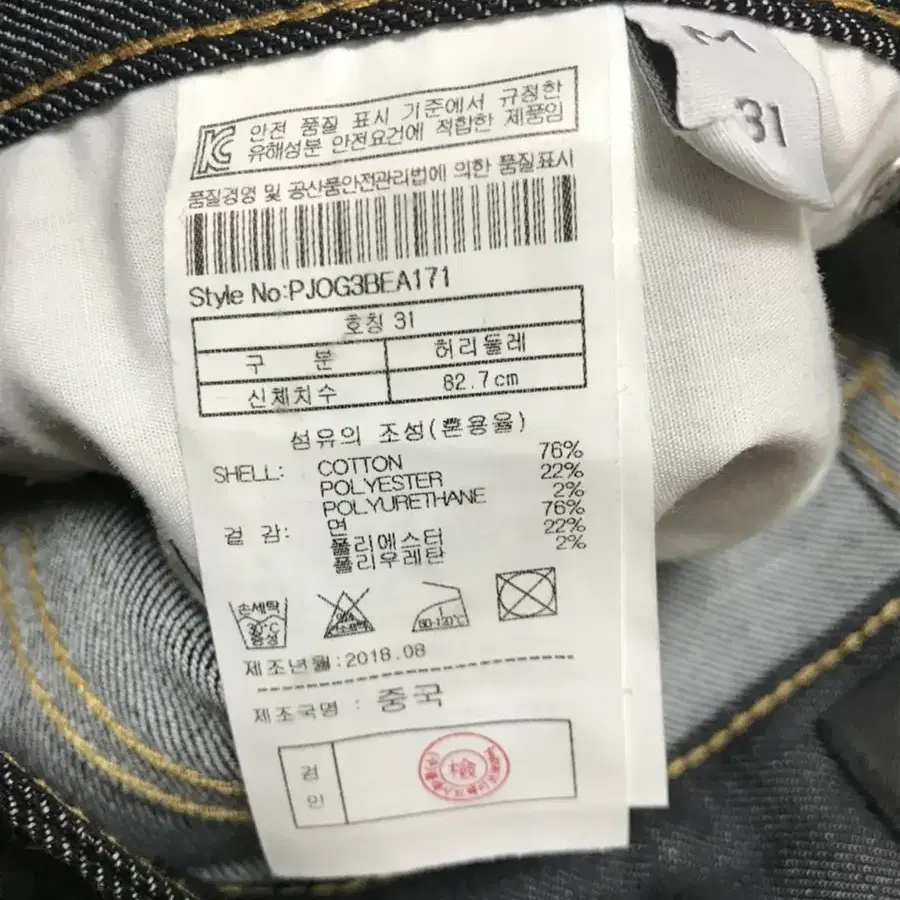 31
안전 품질 표시 기준에서 규정한
유해성분 안전요건에 적합한 제품임
품질경영 및 공산품안전관리법에 의한 품질표시
Style No:PJOG3BEA171
호칭 31
구 분 허리둘레
신체치수 82.7cm
섬유의 조성(혼용율)
SHELL: COTTON 76%
POLYESTER 22%
POLYURETHANE 2%
겉 감: 면 76%
폴리에스터 22%
폴리우레탄 2%
손세탁
30°C
중성
80-120°C
제조년월:2018.08
제조국명 : 중국
검
인
檢